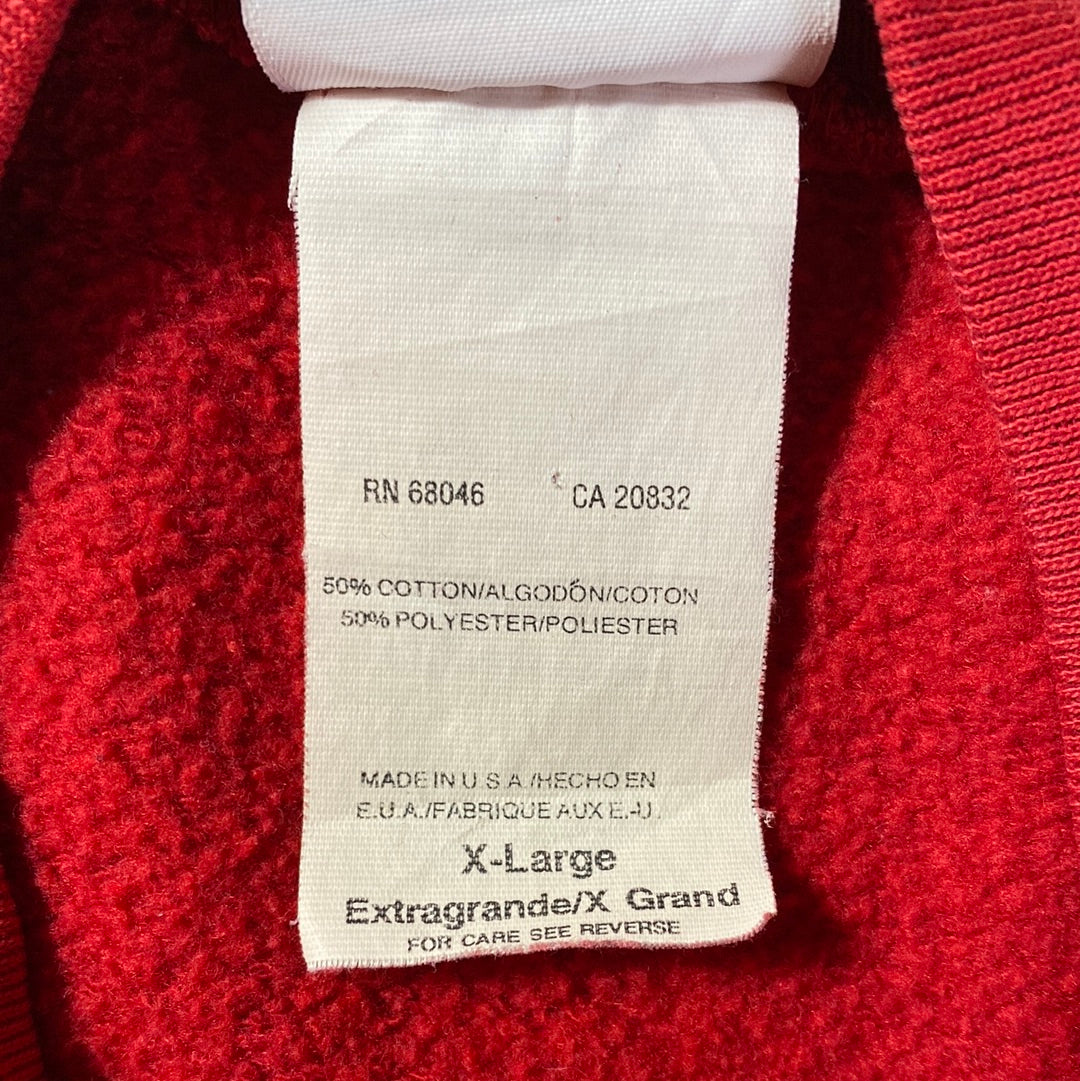 RN 68046 CA 20832
50% COTTON/ALGODÓN/COTON
50% POLYESTER/POLIESTER
MADE IN U.S.A./HECHO EN
E.U.A./FABRIQUE AUX E.-U.
X-Large
Extragrande/X Grand
FOR CARE SEE REVERSE